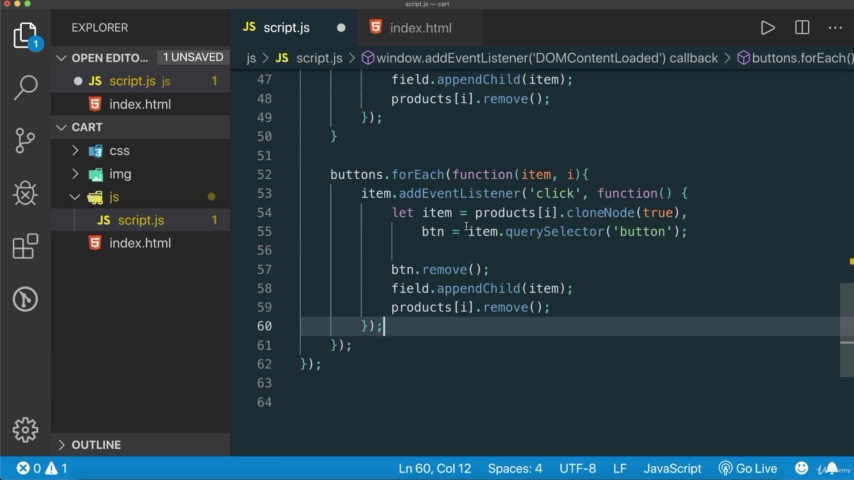 script.js — cart
EXPLORER
JS script.js
index.html
OPEN EDITO...
1 UNSAVED
js > JS script.js > window.addEventListener('DOMContentLoaded') callback > buttons.forEach()
JS script.js js 1
index.html
CART
css
img
js
JS script.js 1
index.html
OUTLINE
47 field.appendChild(item);
48 products[i].remove();
49 });
50 }
51
52 buttons.forEach(function(item, i){
53 item.addEventListener('click', function() {
54 let item = products[i].cloneNode(true),
55 btn = item.querySelector('button');
56
57 btn.remove();
58 field.appendChild(item);
59 products[i].remove();
60 });
61 });
62 });
63
64
1
0 1
Ln 60, Col 12 Spaces: 4 UTF-8 LF JavaScript Go Live